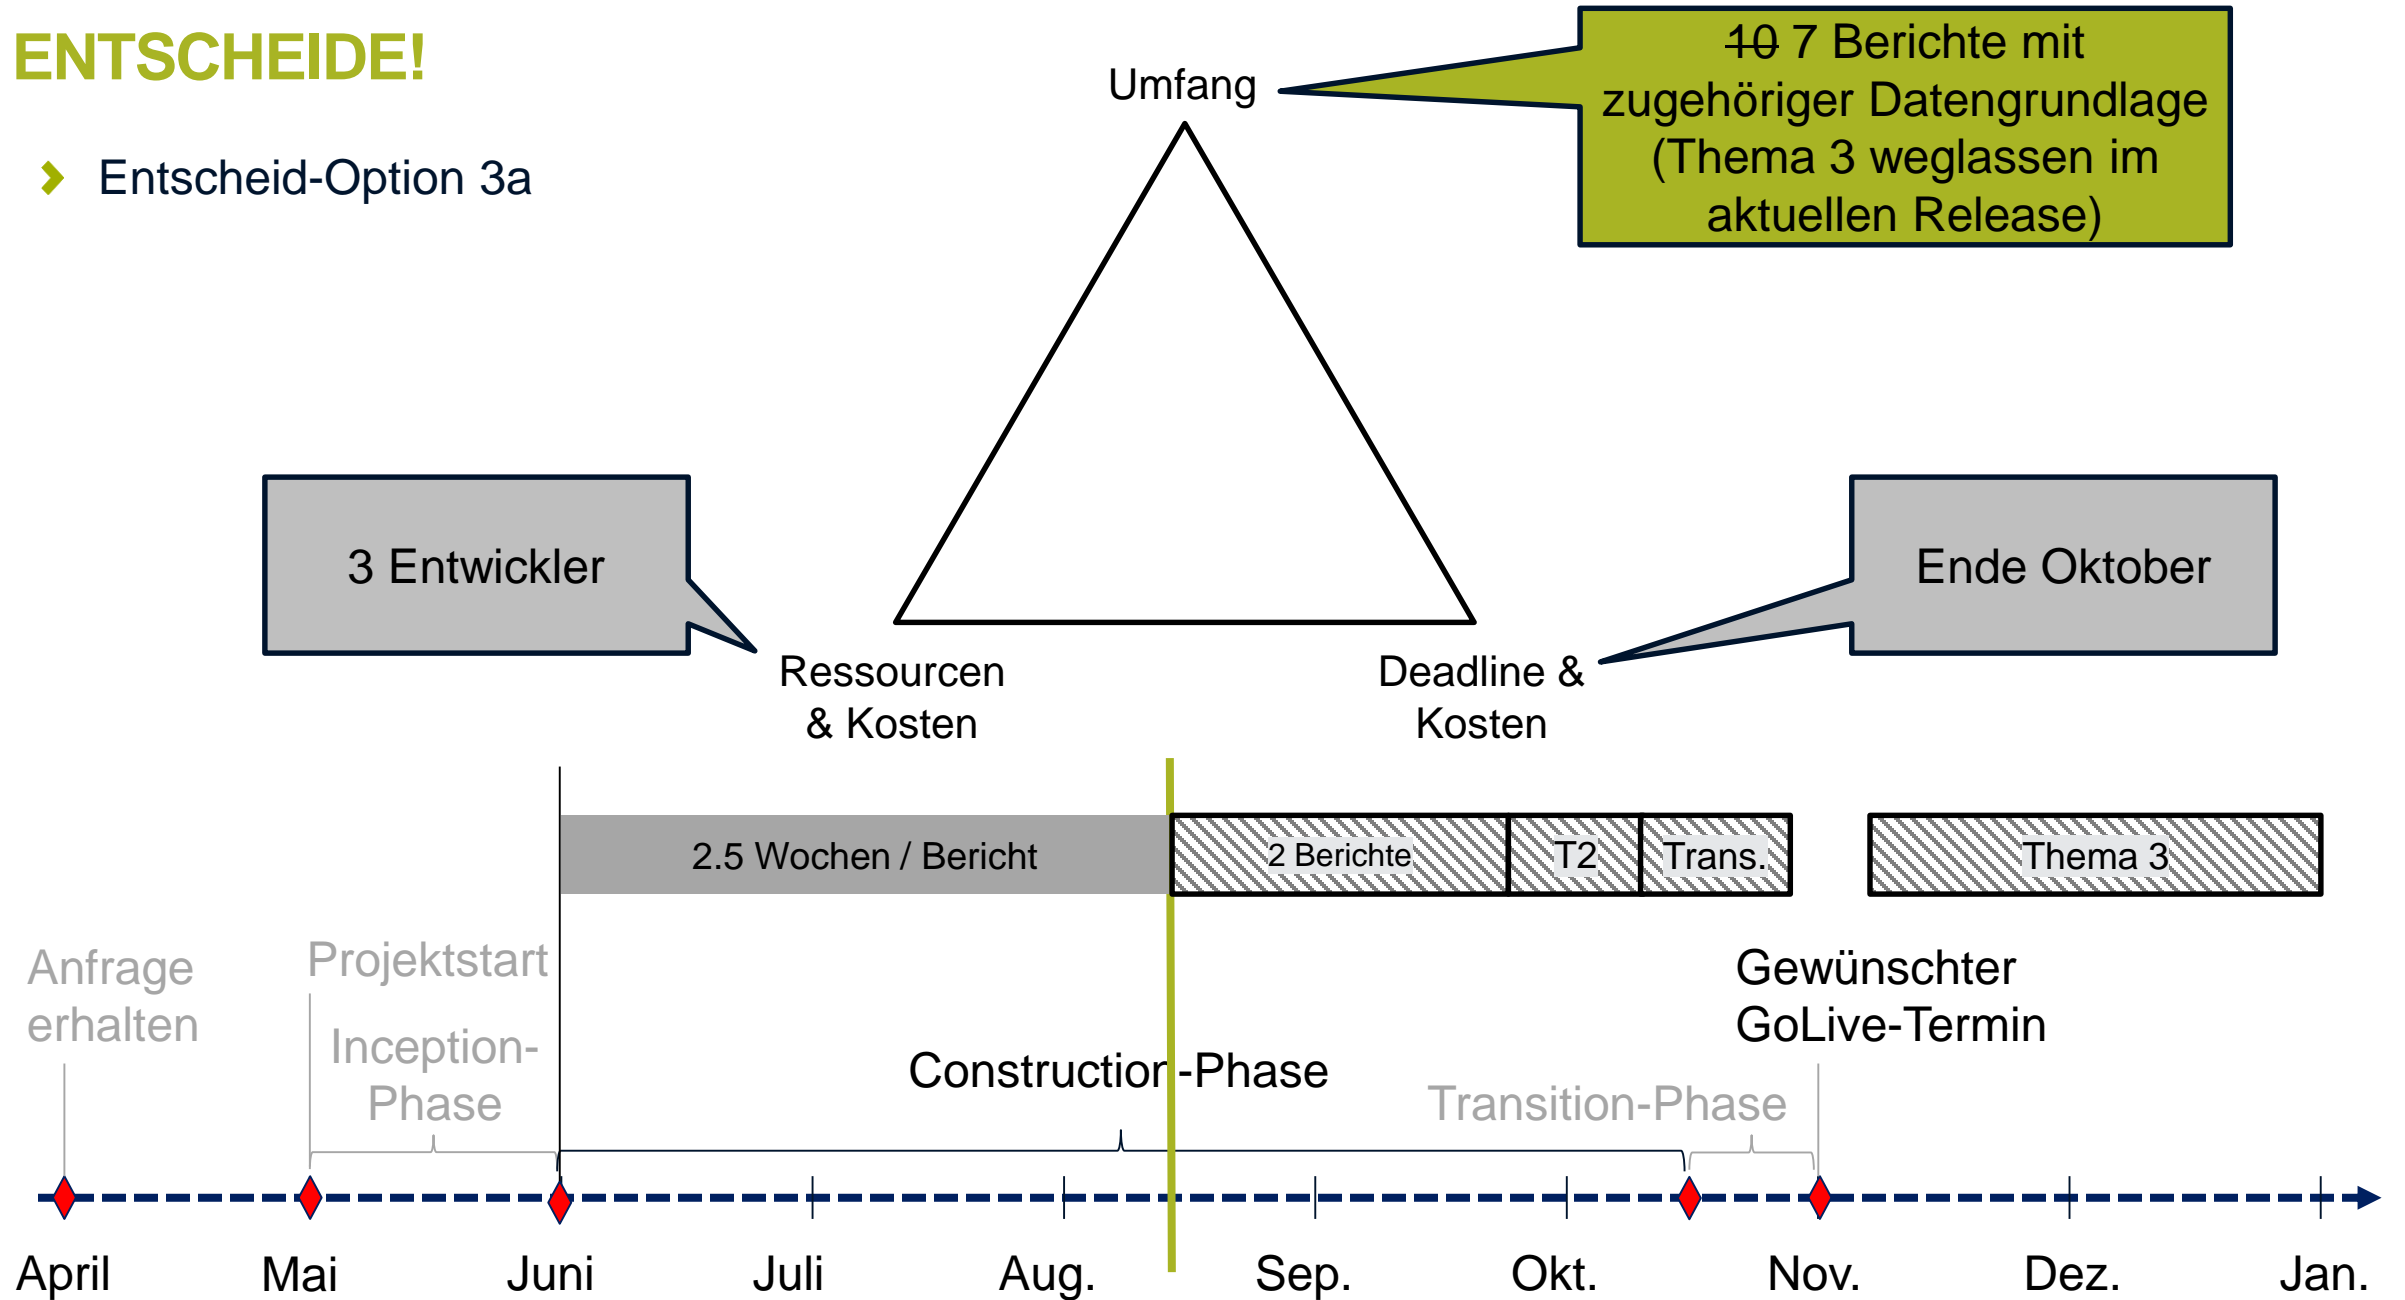 ENTSCHEIDE!
Entscheid-Option 3a
Umfang
10 7 Berichte mit
zugehöriger Datengrundlage
(Thema 3 weglassen im
aktuellen Release)
3 Entwickler
Ende Oktober
Ressourcen
& Kosten
Deadline &
Kosten
2.5 Wochen / Bericht
2 Berichte
T2
Trans.
Thema 3
Anfrage
erhalten
Projektstart
Inception-
Phase
Construction-Phase
Transition-Phase
Gewünschter
GoLive-Termin
April
Mai
Juni
Juli
Aug.
Sep.
Okt.
Nov.
Dez.
Jan.